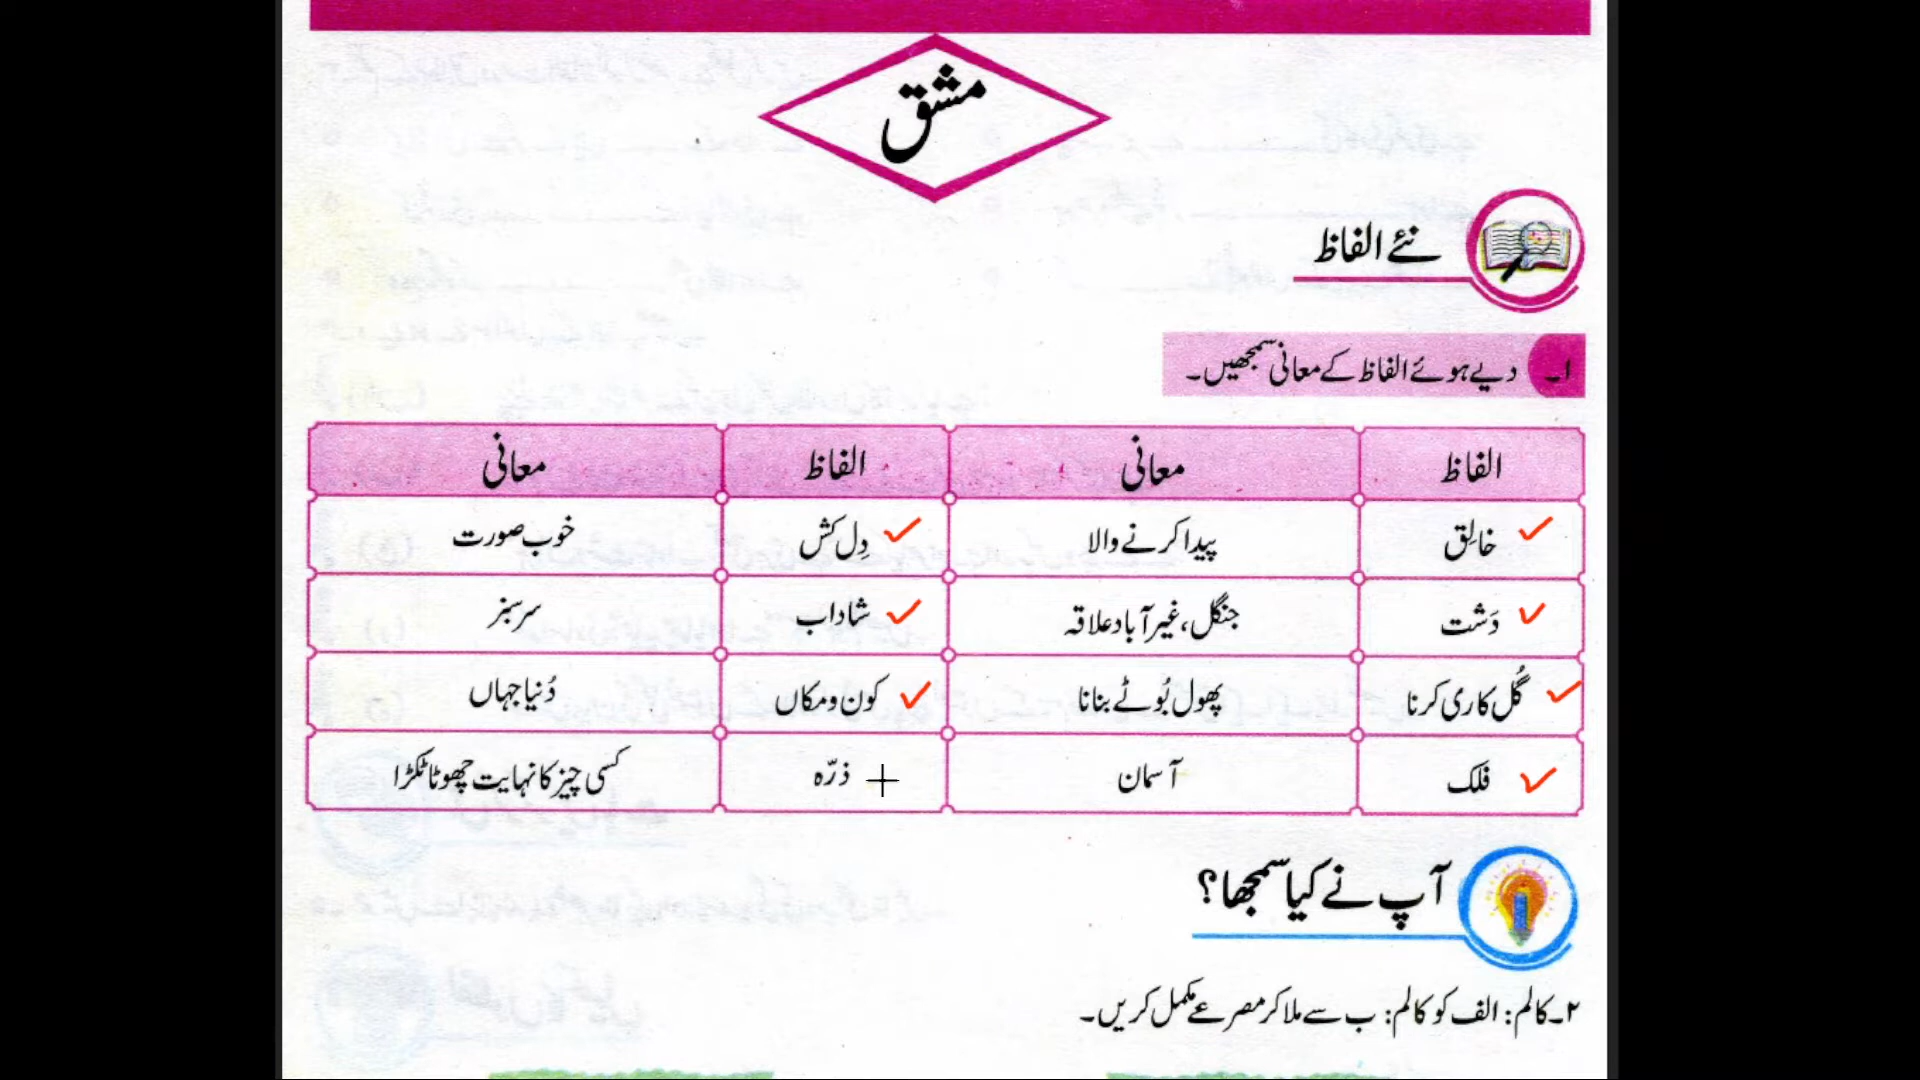 مشق
نئے الفاظ
۱۔ دیے ہوئے الفاظ کے معانی سمجھیں۔
الفاظ معانی الفاظ معانی
خالِق پیدا کرنے والا دِل کش خوب صورت
دَشت جنگل، غیر آباد علاقہ شاداب سرسبز
گُل کاری کرنا پھول بُوٹے بنانا کون و مکاں دُنیا جہاں
فلک آسمان ذرّہ کسی چیز کا نہایت چھوٹا ٹکڑا
آپ نے کیا سمجھا؟
۲۔ کالم: الف کو کالم: ب سے ملا کر مصرعے مکمل کریں۔